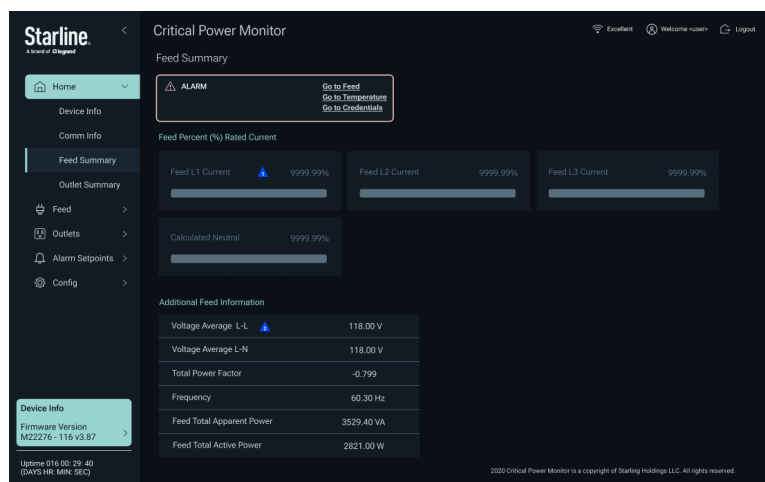 Starline.
A brand of legrand
Critical Power Monitor
Excellent
Welcome <user>
Logout
Feed Summary
Home
Device Info
Comm Info
Feed Summary
Outlet Summary
Feed
Outlets
Alarm Setpoints
Config
ALARM
Go to Feed
Go to Temperature
Go to Credentials
Feed Percent (%) Rated Current
Feed L1 Current 9999.99%
Feed L2 Current 9999.99%
Feed L3 Current 9999.99%
Calculated Neutral 9999.99%
Additional Feed Information
Voltage Average L-L 118.00 V
Voltage Average L-N 118.00 V
Total Power Factor -0.799
Frequency 60.30 Hz
Feed Total Apparent Power 3529.40 VA
Feed Total Active Power 2821.00 W
Device Info
Firmware Version
M22276 - 116 v3.87
Uptime 016 00: 29: 40
(DAYS HR: MIN: SEC)
2020 Critical Power Monitor is a copyright of Starling Holdings LLC. All rights reserved.